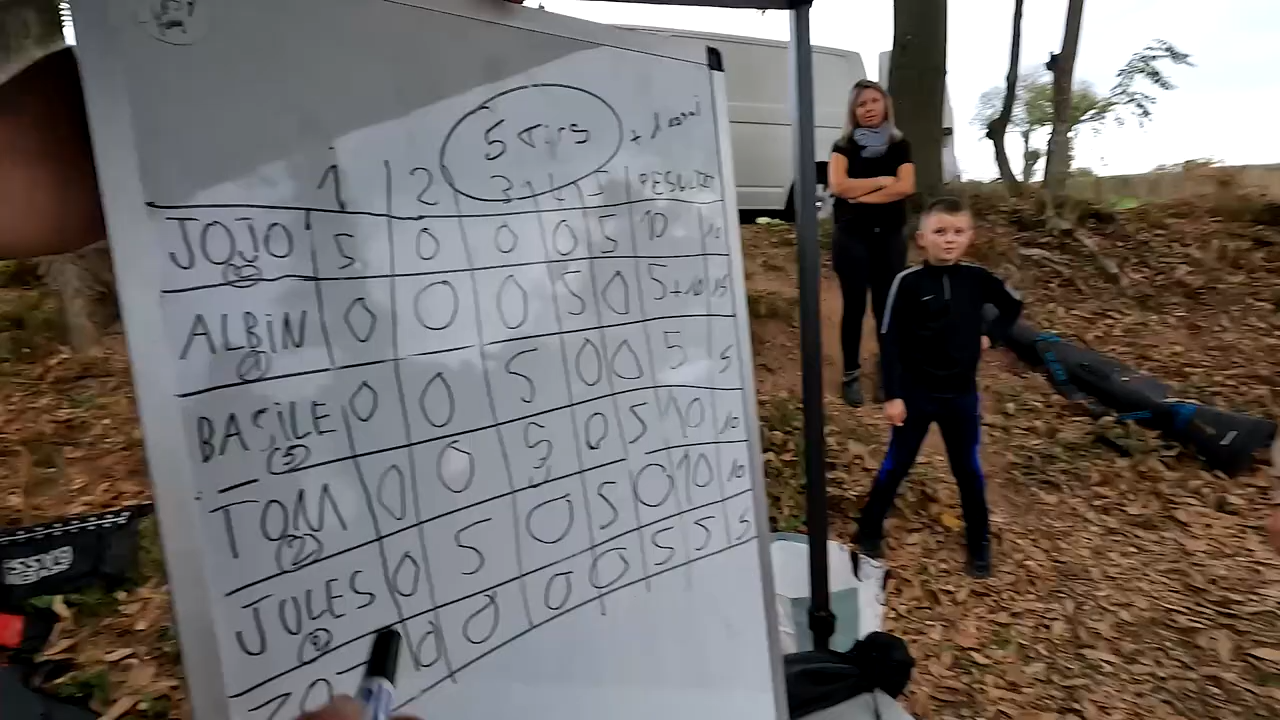 5 tirs
1 2 3 5 RESULTAT
JOJO 5 0 0 0 5 10
ALBIN 0 0 0 5 0 5+10 15
BASILE 0 0 5 0 0 5 5
(5)
TOM 0 0 5 0 5 10 10
(2)
JULES 0 5 0 5 0 10 10
0 0 0 0 5 5 5